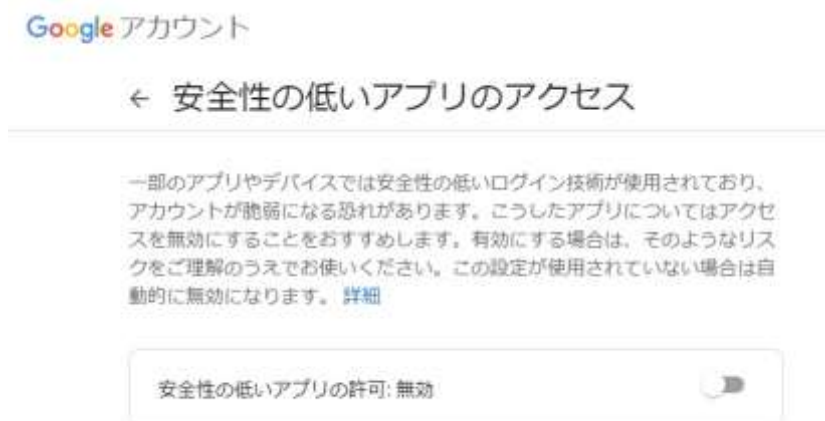 Google アカウント
← 安全性の低いアプリのアクセス
一部のアプリやデバイスでは安全性の低いログイン技術が使用されており、
アカウントが脆弱になる恐れがあります。こうしたアプリについてはアクセ
スを無効にすることをおすすめします。有効にする場合は、そのようなリス
クをご理解のうえでお使いください。この設定が使用されていない場合は自
動的に無効になります。 詳細
安全性の低いアプリの許可: 無効